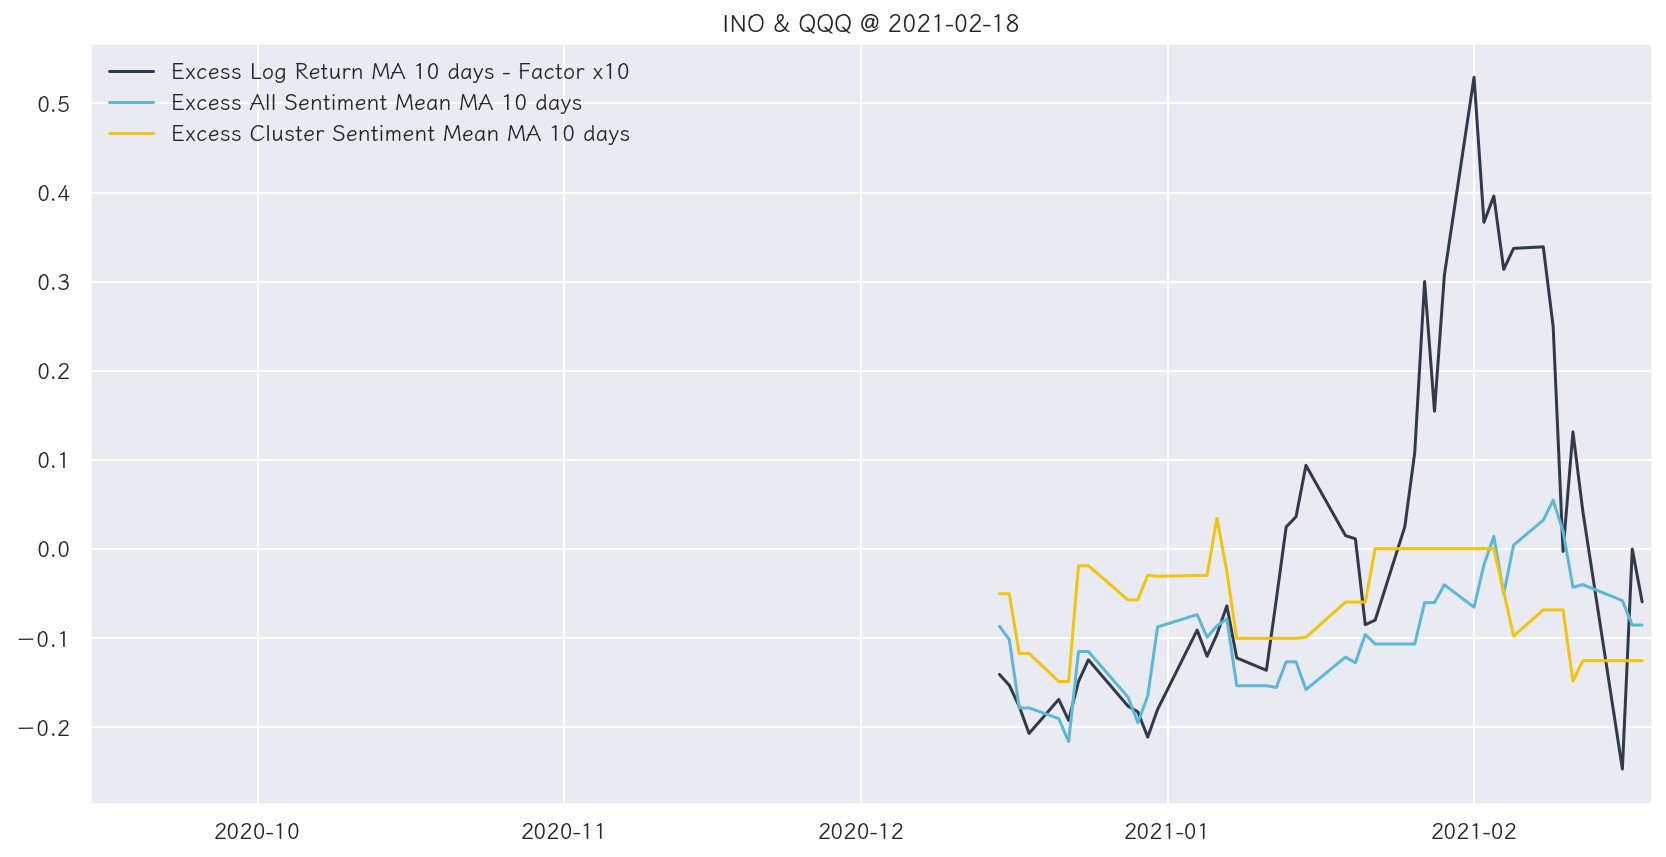 INO & QQQ @ 2021-02-18
Excess Log Return MA 10 days - Factor x10
Excess All Sentiment Mean MA 10 days
Excess Cluster Sentiment Mean MA 10 days
0.5
0.4
0.3
0.2
0.1
0.0
−0.1
−0.2
2020-10 2020-11 2020-12 2021-01 2021-02